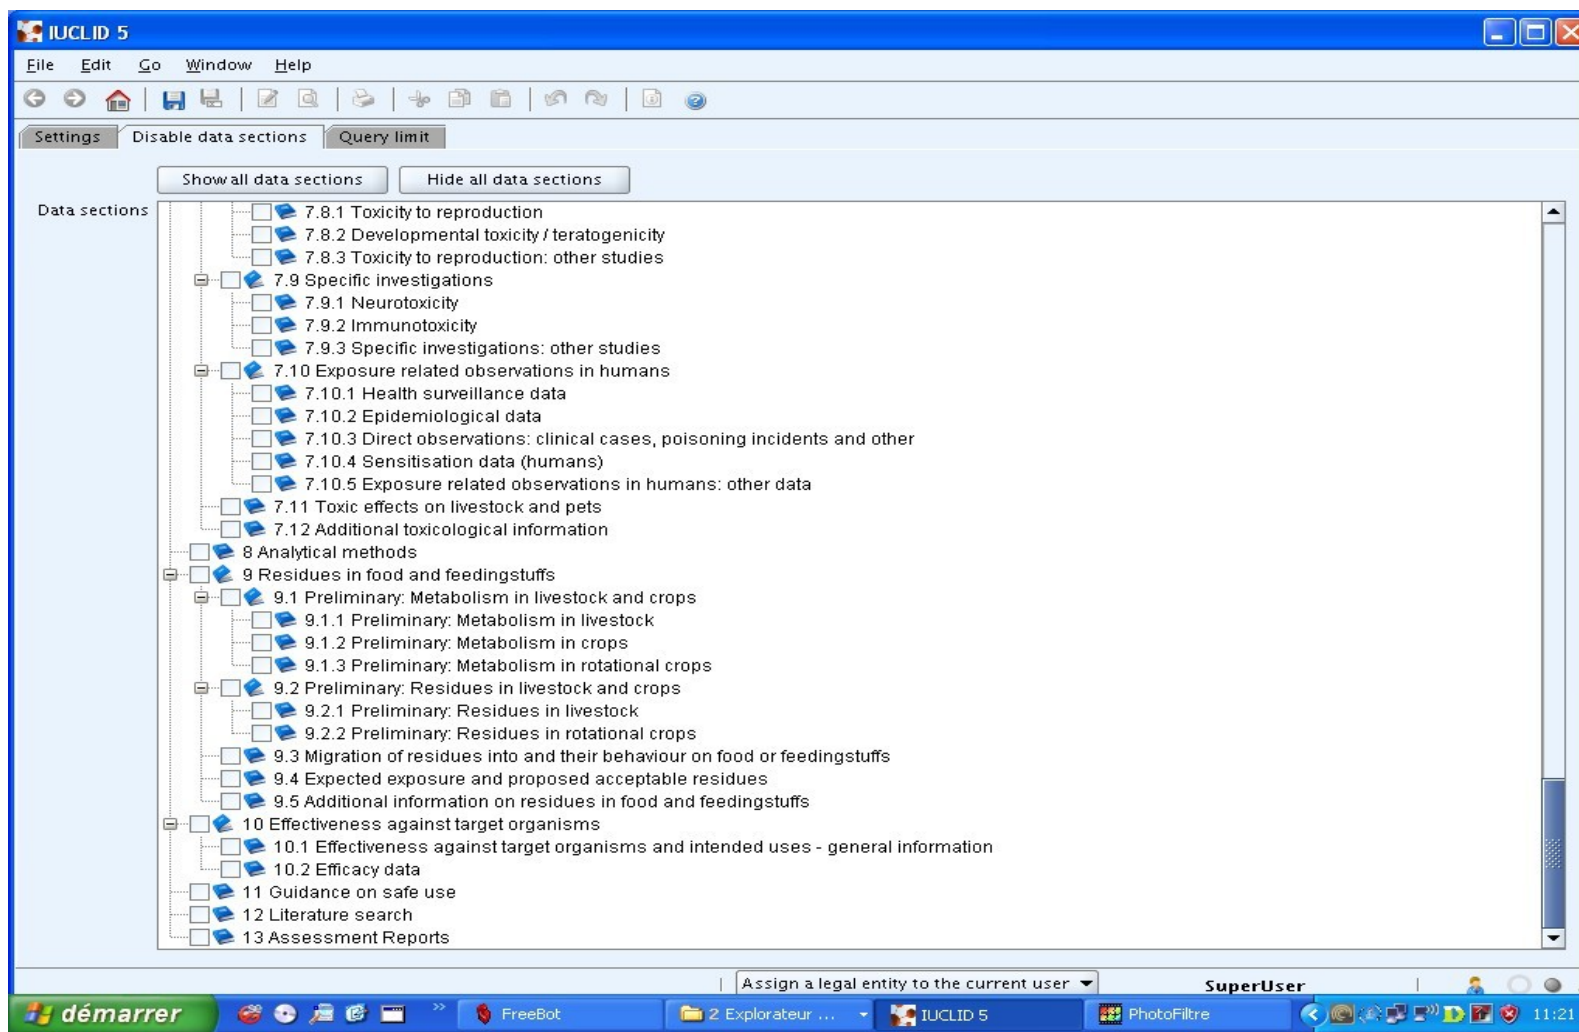 IUCLID 5
File Edit Go Window Help
Settings Disable data sections Query limit
Show all data sections Hide all data sections
Data sections
7.8.1 Toxicity to reproduction
7.8.2 Developmental toxicity / teratogenicity
7.8.3 Toxicity to reproduction: other studies
7.9 Specific investigations
7.9.1 Neurotoxicity
7.9.2 Immunotoxicity
7.9.3 Specific investigations: other studies
7.10 Exposure related observations in humans
7.10.1 Health surveillance data
7.10.2 Epidemiological data
7.10.3 Direct observations: clinical cases, poisoning incidents and other
7.10.4 Sensitisation data (humans)
7.10.5 Exposure related observations in humans: other data
7.11 Toxic effects on livestock and pets
7.12 Additional toxicological information
8 Analytical methods
9 Residues in food and feedingstuffs
9.1 Preliminary: Metabolism in livestock and crops
9.1.1 Preliminary: Metabolism in livestock
9.1.2 Preliminary: Metabolism in crops
9.1.3 Preliminary: Metabolism in rotational crops
9.2 Preliminary: Residues in livestock and crops
9.2.1 Preliminary: Residues in livestock
9.2.2 Preliminary: Residues in rotational crops
9.3 Migration of residues into and their behaviour on food or feedingstuffs
9.4 Expected exposure and proposed acceptable residues
9.5 Additional information on residues in food and feedingstuffs
10 Effectiveness against target organisms
10.1 Effectiveness against target organisms and intended uses - general information
10.2 Efficacy data
11 Guidance on safe use
12 Literature search
13 Assessment Reports
Assign a legal entity to the current user SuperUser
démarrer FreeBot 2 Explorateur ... IUCLID 5 PhotoFiltre 11:21